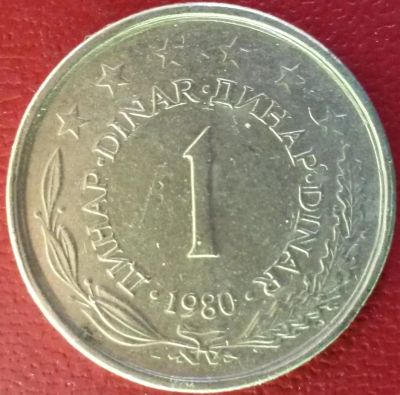 ДИНАР · DINAR · ДИНАР · DINAR
1
· 1980 ·